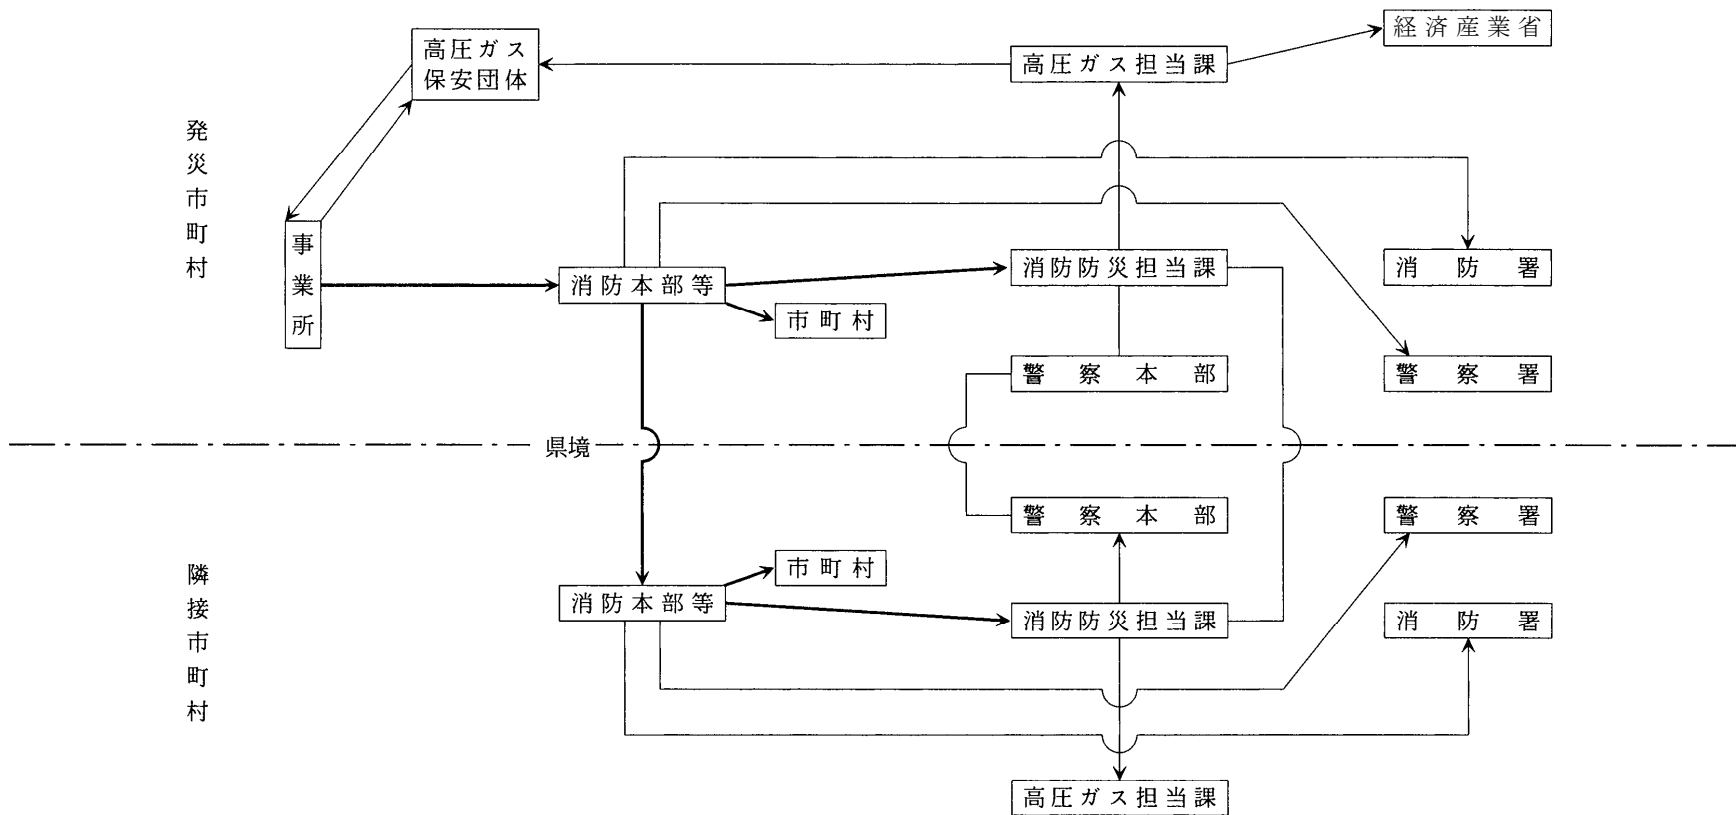 経済産業省
高圧ガス
保安団体
高圧ガス担当課
発災市町村
事業所
消防本部等
消防防災担当課
消防署
市町村
警察本部
警察署
県境
警察本部
警察署
隣接市町村
市町村
消防本部等
消防防災担当課
消防署
高圧ガス担当課